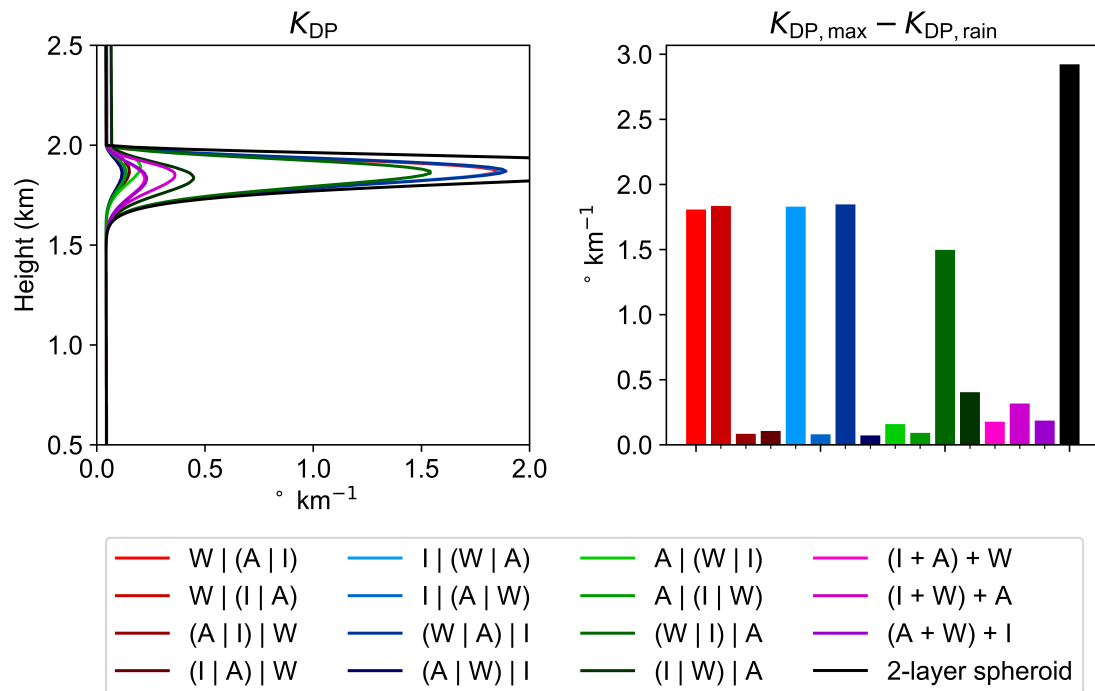 K_DP
2.5
2.0
1.5
1.0
0.5
Height (km)
0.0 0.5 1.0 1.5 2.0
° km⁻¹
K_DP, max − K_DP, rain
3.0
2.5
2.0
1.5
1.0
0.5
0.0
° km⁻¹
W | (A | I) I | (W | A) A | (W | I) (I + A) + W
W | (I | A) I | (A | W) A | (I | W) (I + W) + A
(A | I) | W (W | A) | I (W | I) | A (A + W) + I
(I | A) | W (A | W) | I (I | W) | A 2-layer spheroid